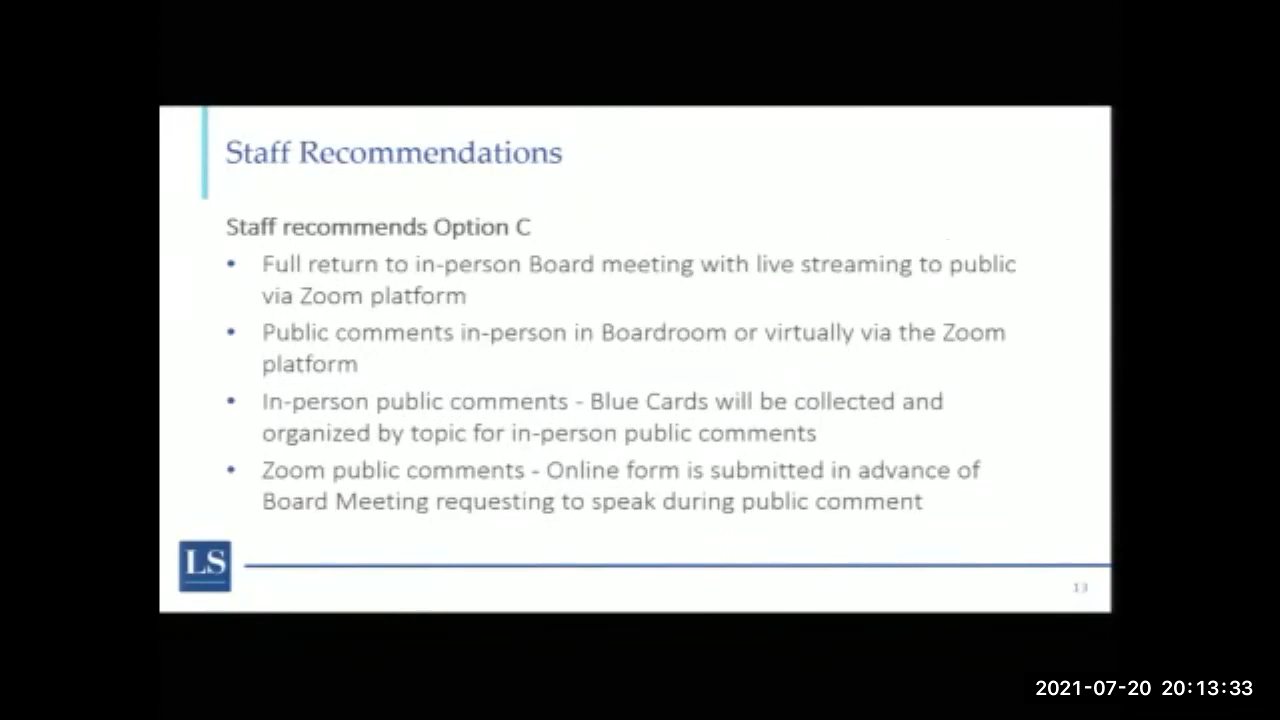 Staff Recommendations
Staff recommends Option C
• Full return to in-person Board meeting with live streaming to public
via Zoom platform
• Public comments in-person in Boardroom or virtually via the Zoom
platform
• In-person public comments - Blue Cards will be collected and
organized by topic for in-person public comments
• Zoom public comments - Online form is submitted in advance of
Board Meeting requesting to speak during public comment
LS
13
2021-07-20 20:13:33